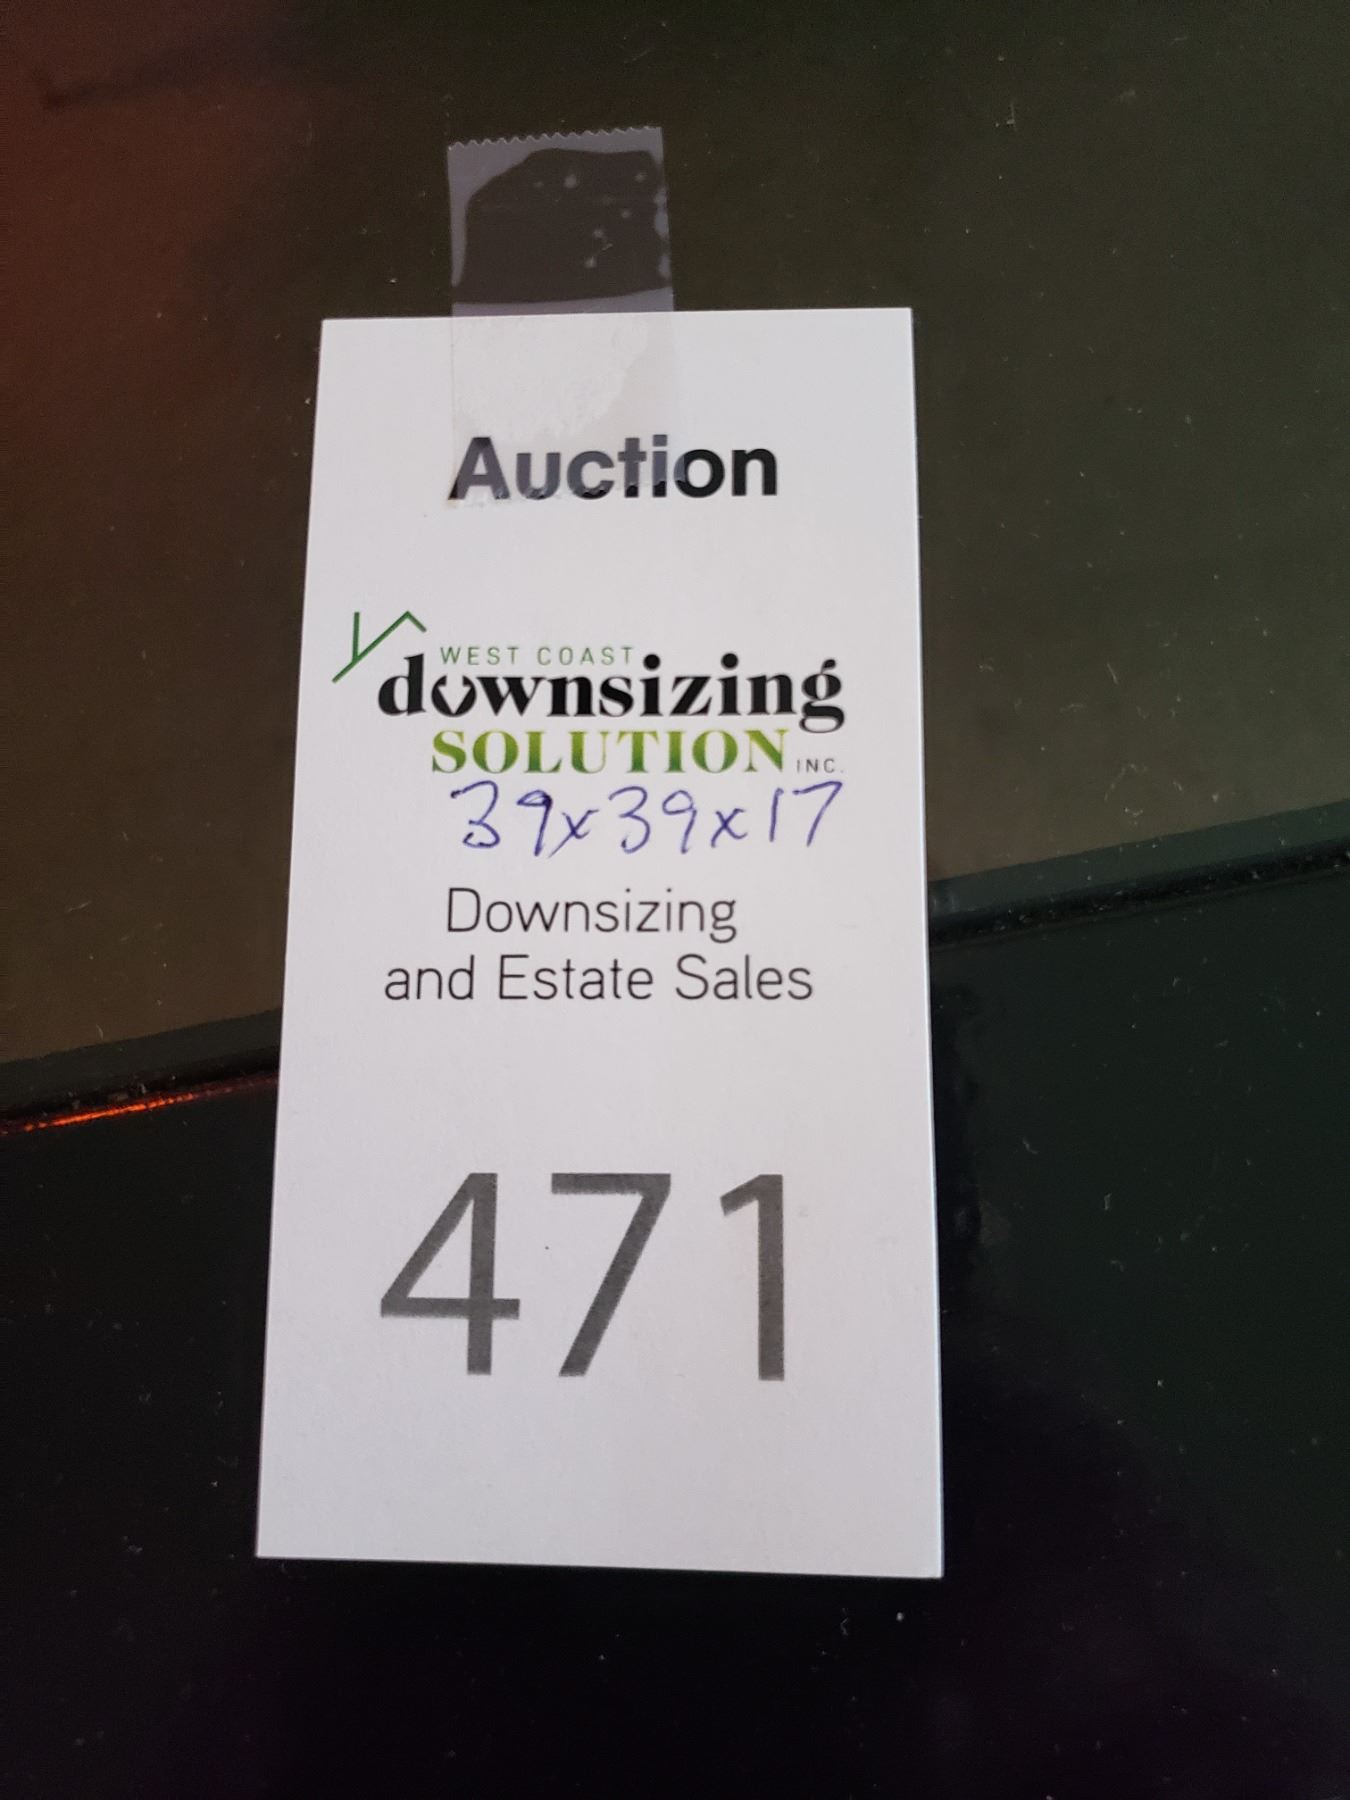 Auction
WEST COAST
downsizing
SOLUTION INC.
39x39x17
Downsizing
and Estate Sales
471